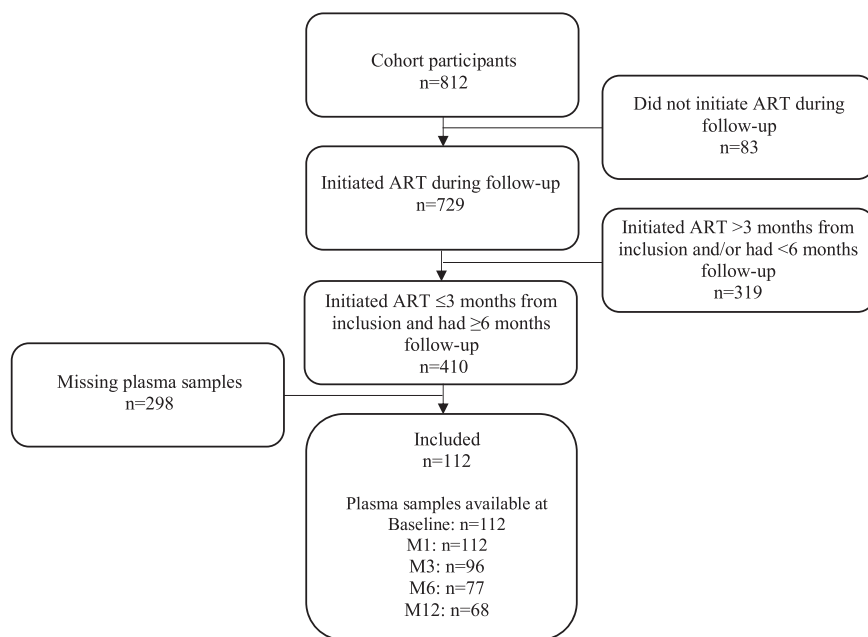 Cohort participants
n=812
Did not initiate ART during
follow-up
n=83
Initiated ART during follow-up
n=729
Initiated ART >3 months from
inclusion and/or had <6 months
follow-up
n=319
Initiated ART ≤3 months from
inclusion and had ≥6 months
follow-up
n=410
Missing plasma samples
n=298
Included
n=112
Plasma samples available at
Baseline: n=112
M1: n=112
M3: n=96
M6: n=77
M12: n=68